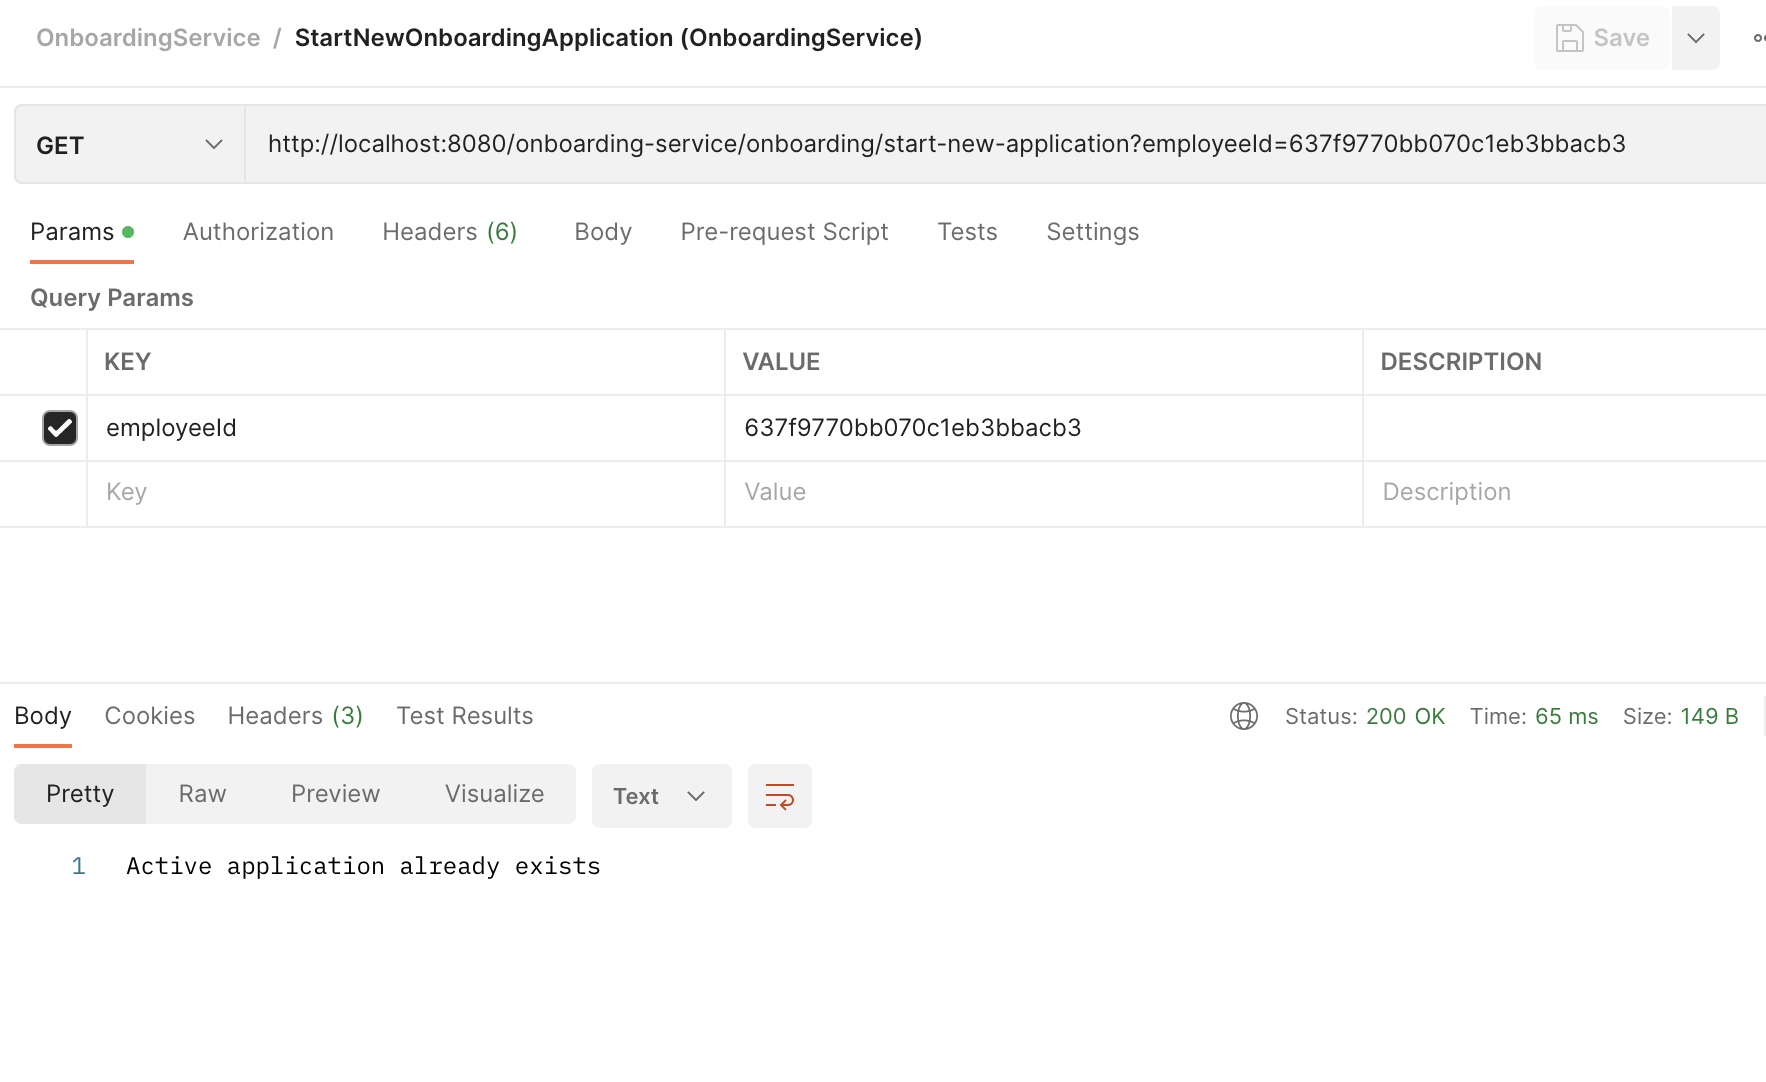 OnboardingService / StartNewOnboardingApplication (OnboardingService)
Save
GET
http://localhost:8080/onboarding-service/onboarding/start-new-application?employeeId=637f9770bb070c1eb3bbacb3
Params Authorization Headers (6) Body Pre-request Script Tests Settings
Query Params
KEY VALUE DESCRIPTION
employeeId 637f9770bb070c1eb3bbacb3
Key Value Description
Body Cookies Headers (3) Test Results Status: 200 OK Time: 65 ms Size: 149 B
Pretty Raw Preview Visualize Text
1 Active application already exists